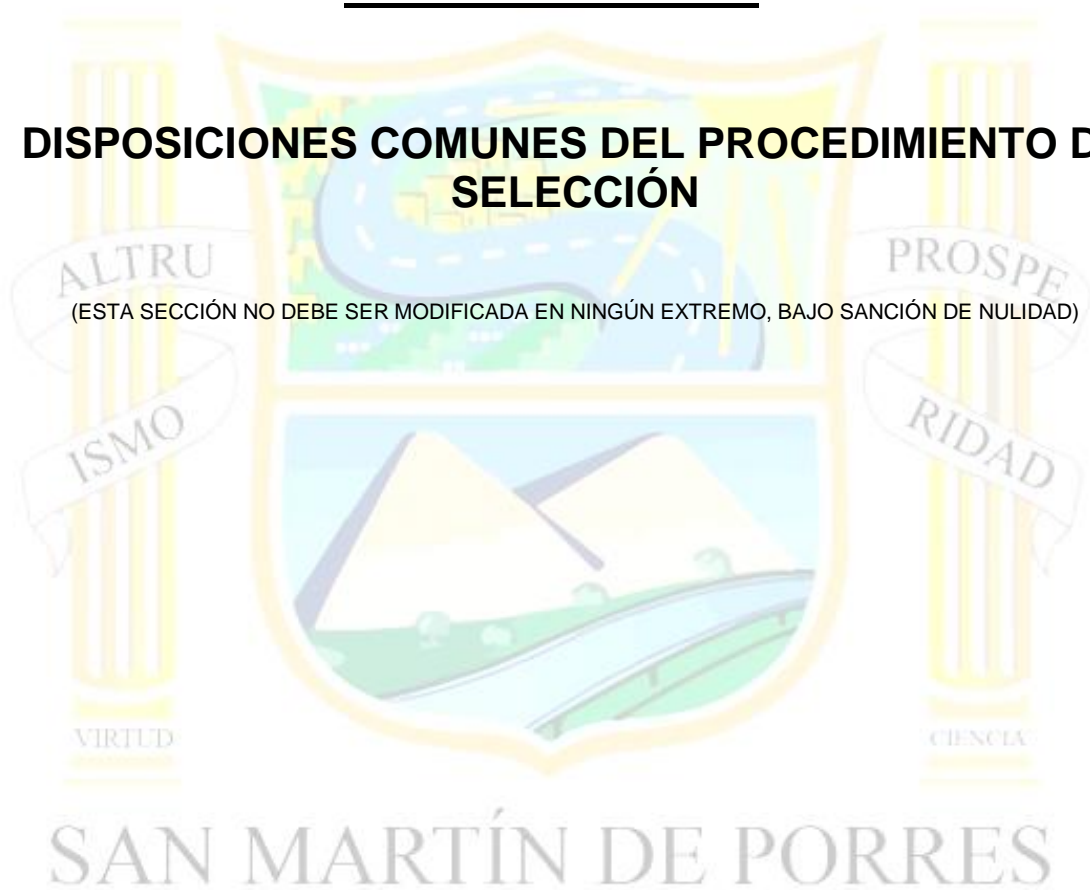 DISPOSICIONES COMUNES DEL PROCEDIMIENTO D
SELECCIÓN
ALTRU
PROSPE
(ESTA SECCIÓN NO DEBE SER MODIFICADA EN NINGÚN EXTREMO, BAJO SANCIÓN DE NULIDAD)
ISMO
RIDAD
VIRTUD
CIENCIA
SAN MARTÍN DE PORRES